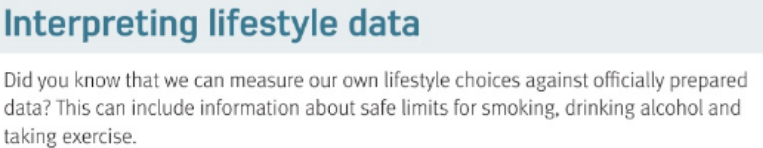 Interpreting lifestyle data
Did you know that we can measure our own lifestyle choices against officially prepared
data? This can include information about safe limits for smoking, drinking alcohol and
taking exercise.